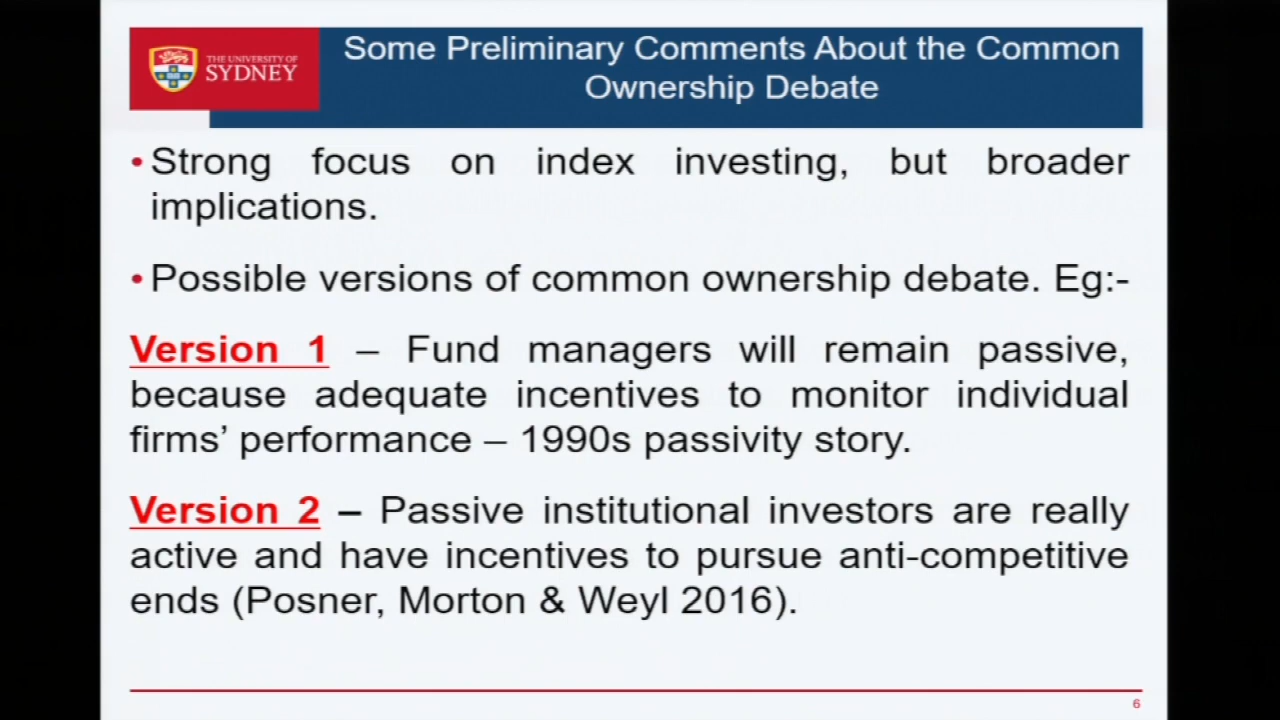 THE UNIVERSITY OF
SYDNEY
Some Preliminary Comments About the Common
Ownership Debate
• Strong focus on index investing, but broader
implications.
• Possible versions of common ownership debate. Eg:-
Version 1 – Fund managers will remain passive,
because adequate incentives to monitor individual
firms’ performance – 1990s passivity story.
Version 2 – Passive institutional investors are really
active and have incentives to pursue anti-competitive
ends (Posner, Morton & Weyl 2016).
6